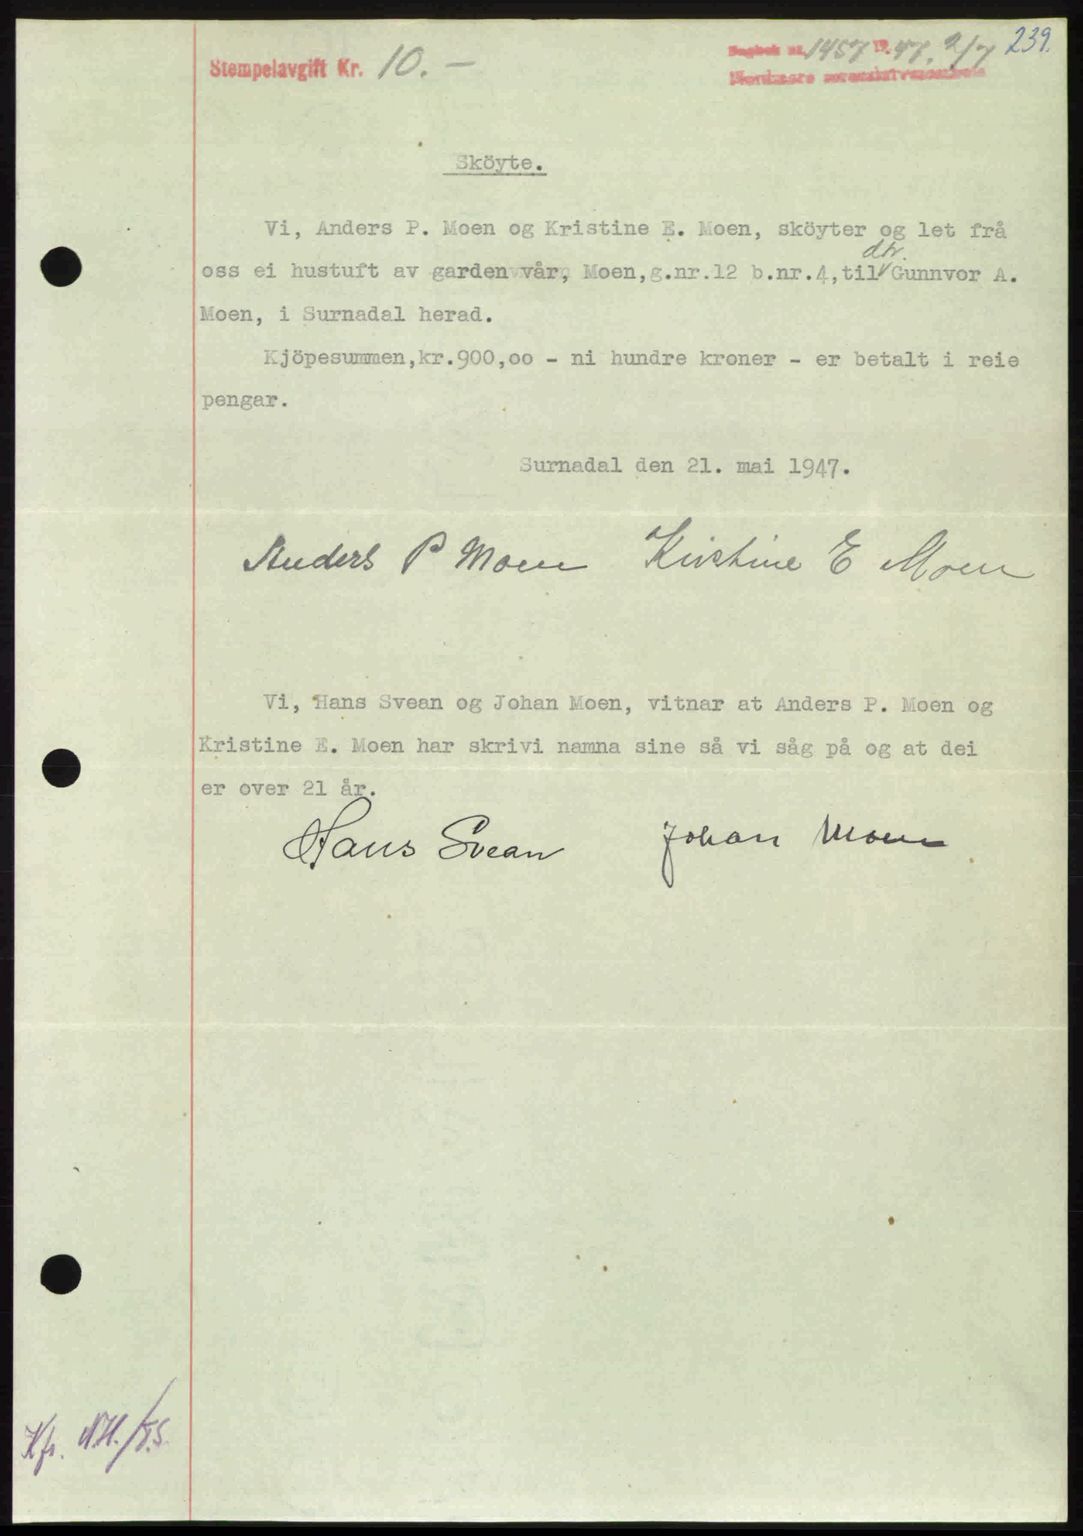 Stempelavgift Kr. 10. —
Dagbok nr. 1457 19 47. 2/7
239.
Nordmøre sorenskriverembete
Sköyte.
Vi, Anders P. Moen og Kristine E. Moen, sköyter og let frå
dtr.
oss ei hustuft av garden vår, Moen,g.nr.12 b.nr.4,til Gunnvor A.
Moen, i Surnadal herad.
Kjöpesummen,kr.900,oo - ni hundre kroner - er betalt i reie
pengar.
Surnadal den 21. mai 1947.
Anders P Moen Kristine E Moen
Vi, Hans Svean og Johan Moen, vitnar at Anders P. Moen og
Kristine E. Moen har skrivi namna sine så vi såg på og at dei
er over 21 år.
Hans Svean Johan Moen
Kfr.